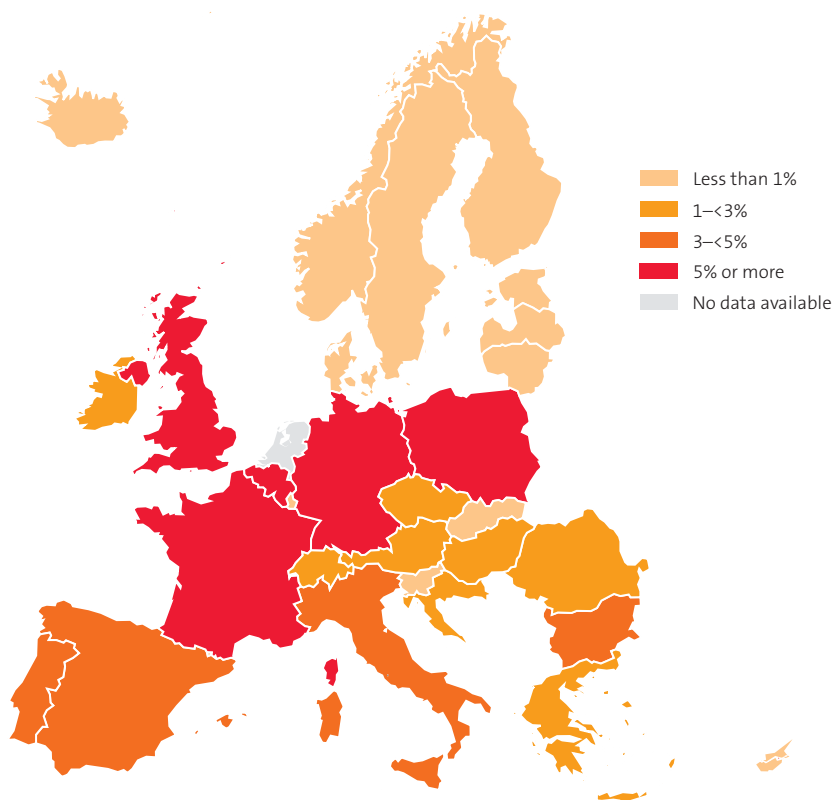 Less than 1%
1–<3%
3–<5%
5% or more
No data available